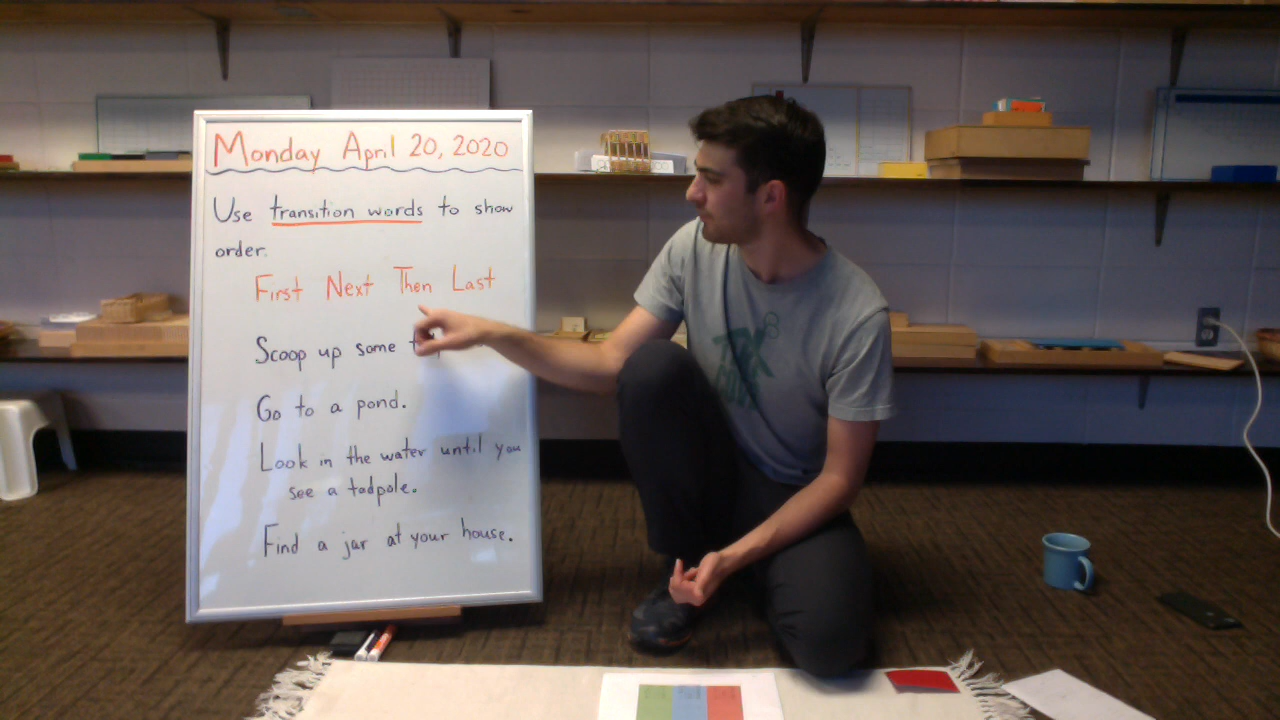 Monday April 20, 2020
Use transition words to show
order.
First Next Then Last
Scoop up some
Go to a pond.
Look in the water until you
see a tadpole.
Find a jar at your house.